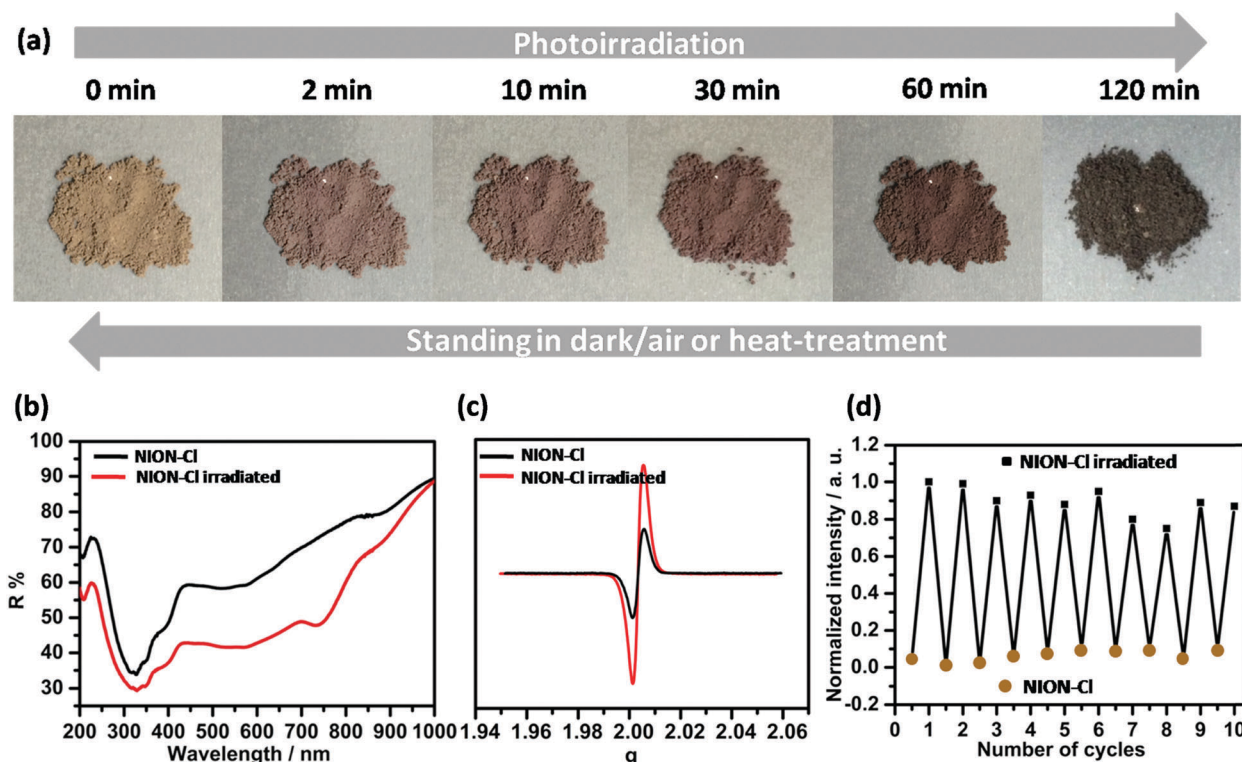 (a)
Photoirradiation
0 min 2 min 10 min 30 min 60 min 120 min
Standing in dark/air or heat-treatment
(b)
100
90
80
70
60
50
40
30
R %
NION-Cl
NION-Cl irradiated
200 300 400 500 600 700 800 900 1000
Wavelength / nm
(c)
NION-Cl
NION-Cl irradiated
1.94 1.96 1.98 2.00 2.02 2.04 2.06
g
(d)
1.2
1.0
0.8
0.6
0.4
0.2
0.0
-0.2
Normalized intensity / a. u.
NION-Cl irradiated
NION-Cl
0 1 2 3 4 5 6 7 8 9 10
Number of cycles